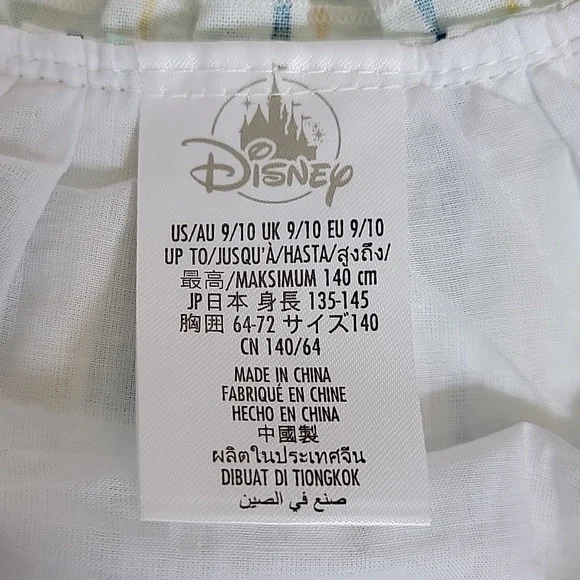 Disney
US/AU 9/10 UK 9/10 EU 9/10
UP TO/JUSQU'À/HASTA/สูงถึง/
最高/MAKSIMUM 140 cm
JP日本 身長 135-145
胸囲 64-72 サイズ140
CN 140/64
MADE IN CHINA
FABRIQUÉ EN CHINE
HECHO EN CHINA
中國製
ผลิตในประเทศจีน
DIBUAT DI TIONGKOK
صنع في الصين